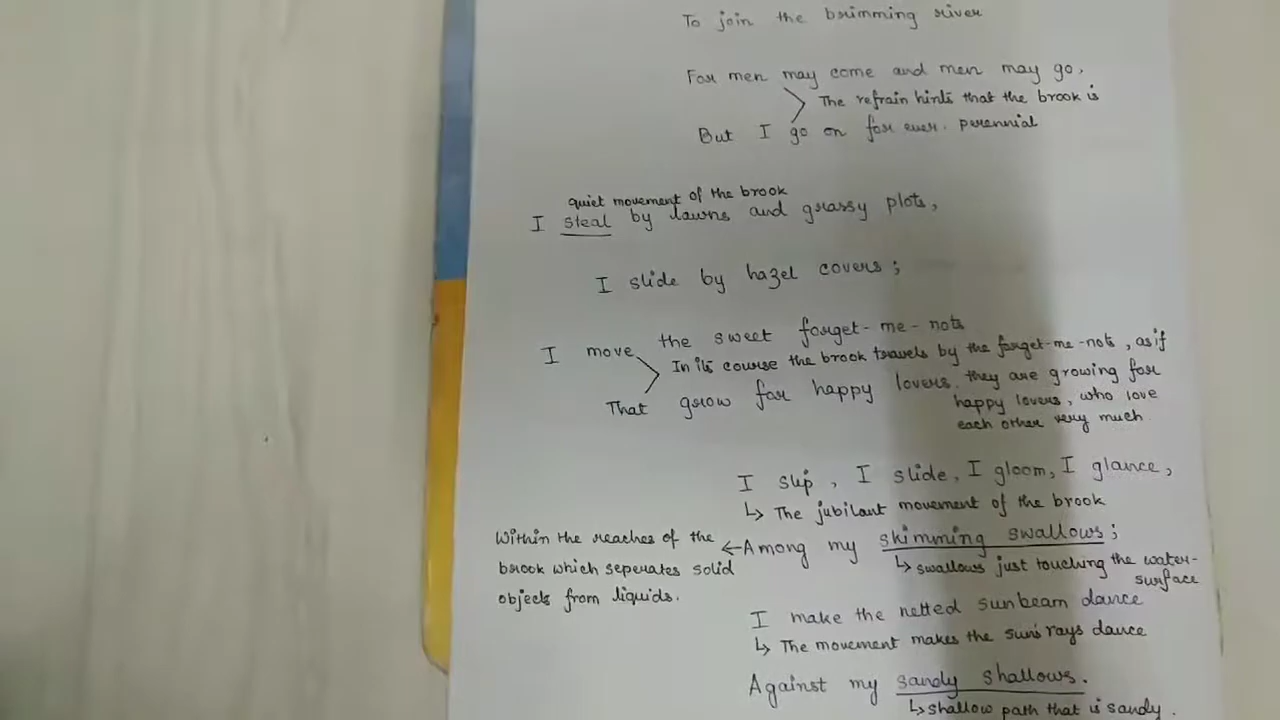 To join the brimming river
For men may come and men may go,
The refrain hints that the brook is
But I go on for ever. perennial
quiet movement of the brook
I steal by lawns and grassy plots,
I slide by hazel covers;
I move the sweet forget-me-nots
In its course the brook travels by the forget-me-nots, as if
That grow for happy lovers. they are growing for
happy lovers, who love
each other very much.
I slip, I slide, I gloom, I glance,
↳ The jubilant movement of the brook
Among my skimming swallows;
Within the reaches of the
brook which seperates solid
objects from liquids.
↳ swallows just touching the water-
surface
I make the netted sunbeam dance
↳ The movement makes the sun's rays dance
Against my sandy shallows.
↳ shallow path that is sandy.